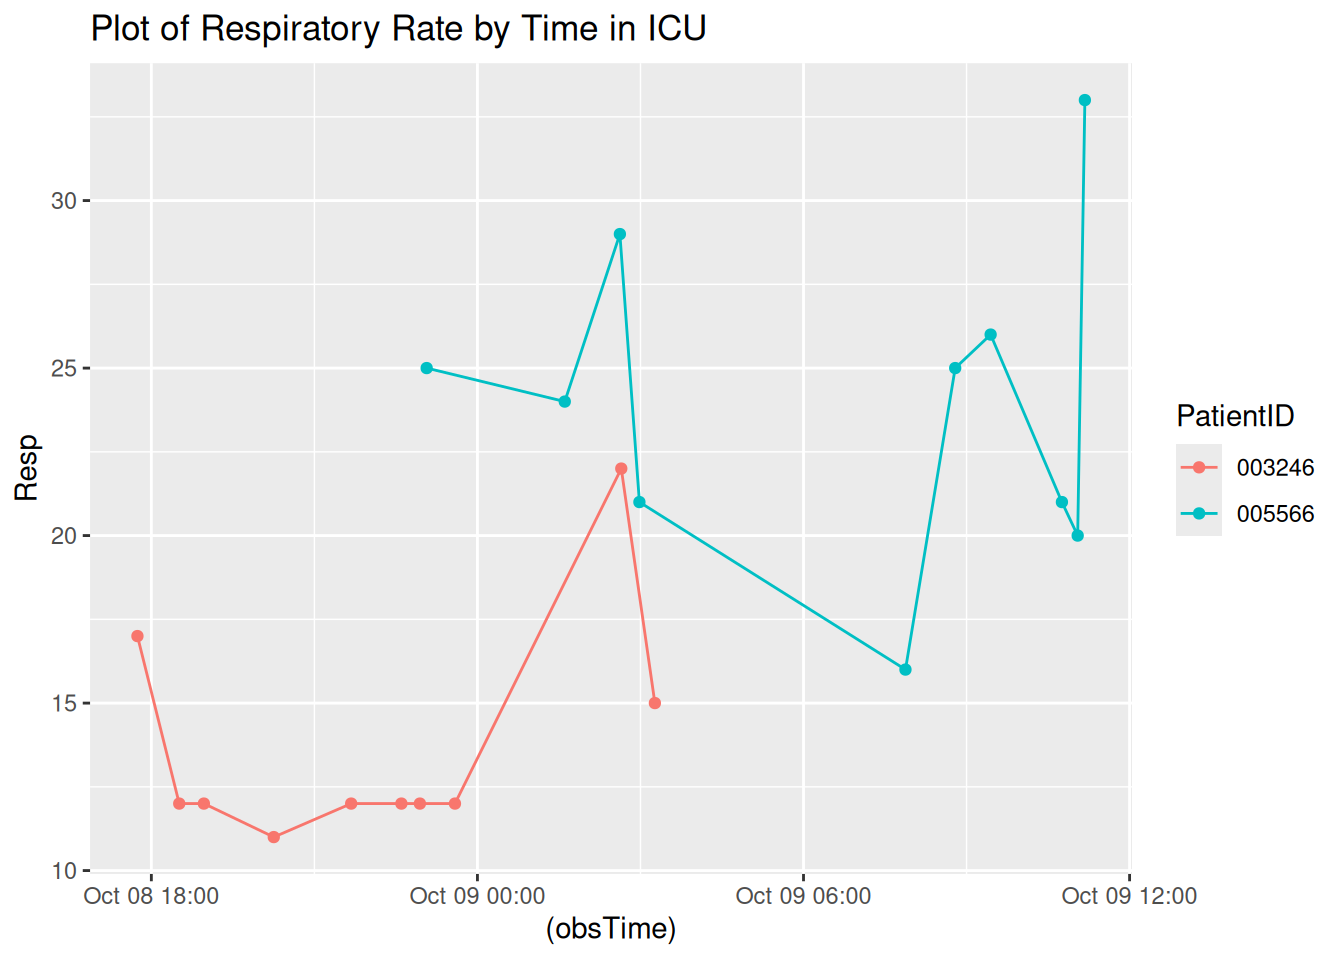 Plot of Respiratory Rate by Time in ICU
Resp
30
25
20
15
10
Oct 08 18:00
Oct 09 00:00
Oct 09 06:00
Oct 09 12:00
(obsTime)
PatientID
003246
005566